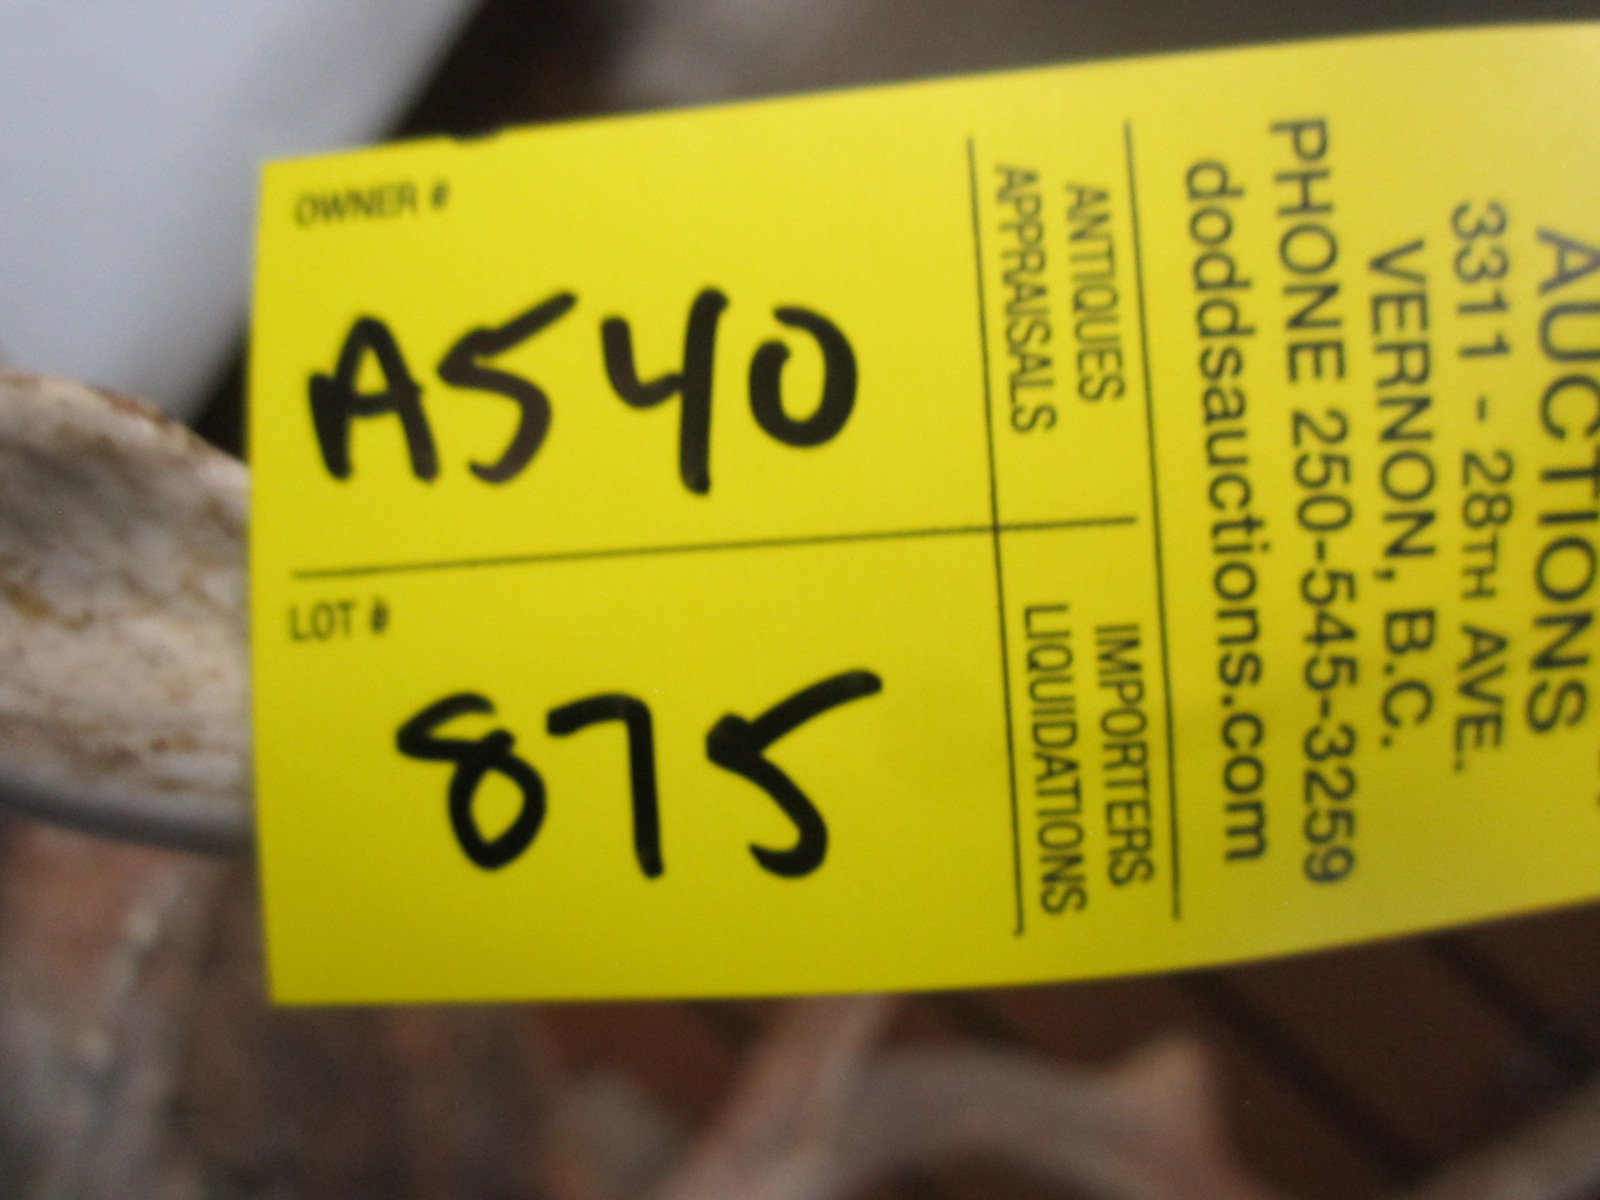 AUCTIONS
3311 - 28TH AVE.
VERNON, B.C.
PHONE 250-545-3259
doddsauctions.com
ANTIQUES
APPRAISALS
IMPORTERS
LIQUIDATIONS
OWNER #
A540
LOT #
875